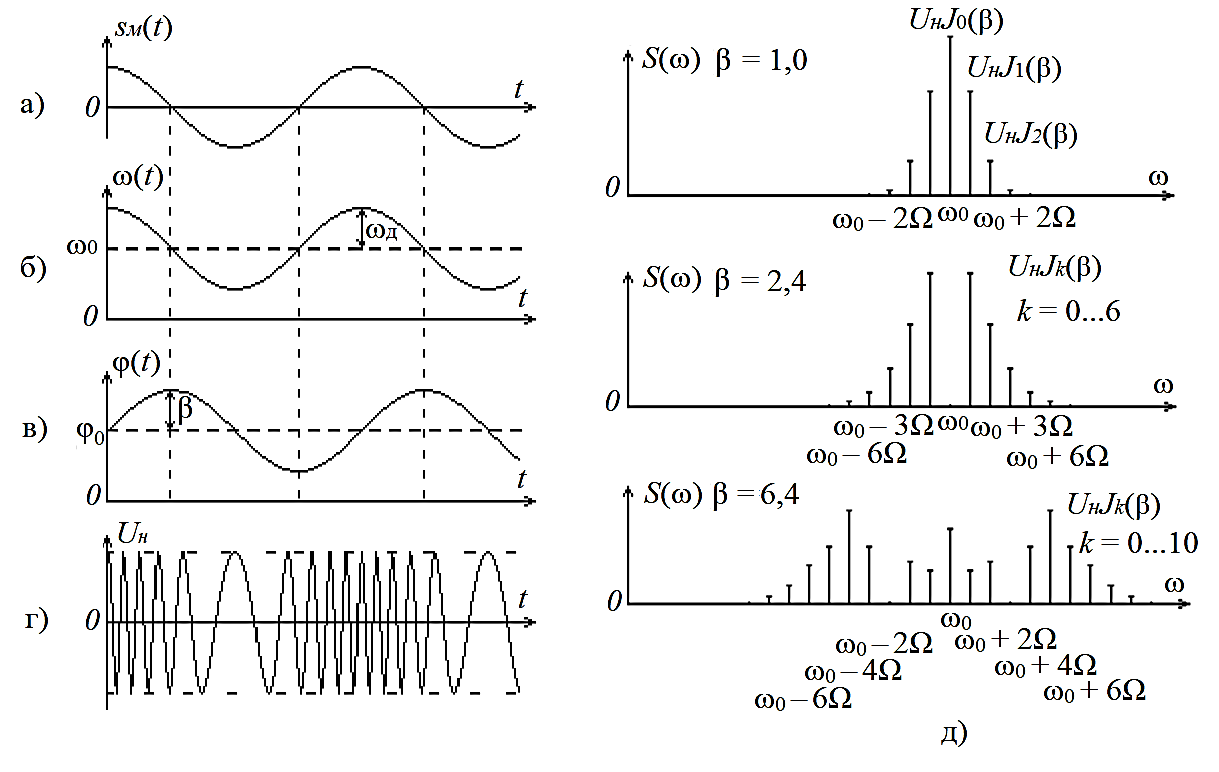 sм(t)
t
а)
0
ω(t)
ω0
ωд
б)
t
0
φ(t)
β
в)
φ0
t
0
Uн
t
г)
0
UнJ0(β)
S(ω) β = 1,0
UнJ1(β)
UнJ2(β)
0
ω
ω0 – 2Ω ω0 ω0 + 2Ω
S(ω) β = 2,4
UнJk(β)
k = 0...6
ω
0
ω0 – 3Ω ω0 ω0 + 3Ω
ω0 – 6Ω ω0 + 6Ω
S(ω) β = 6,4
UнJk(β)
k = 0...10
ω
0
ω0
ω0 – 2Ω ω0 + 2Ω
ω0 – 4Ω ω0 + 4Ω
ω0 – 6Ω ω0 + 6Ω
д)